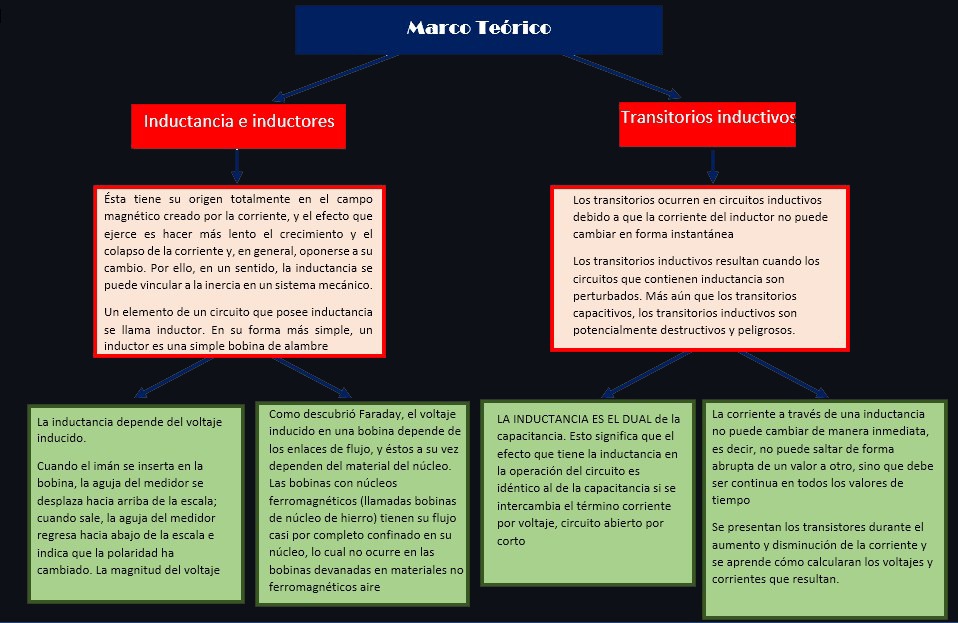 Marco Teórico
Inductancia e inductores
Transitorios inductivos
Ésta tiene su origen totalmente en el campo
magnético creado por la corriente, y el efecto que
ejerce es hacer más lento el crecimiento y el
colapso de la corriente y, en general, oponerse a su
cambio. Por ello, en un sentido, la inductancia se
puede vincular a la inercia en un sistema mecánico.
Un elemento de un circuito que posee inductancia
se llama inductor. En su forma más simple, un
inductor es una simple bobina de alambre
Los transitorios ocurren en circuitos inductivos
debido a que la corriente del inductor no puede
cambiar en forma instantánea
Los transitorios inductivos resultan cuando los
circuitos que contienen inductancia son
perturbados. Más aún que los transitorios
capacitivos, los transitorios inductivos son
potencialmente destructivos y peligrosos.
La inductancia depende del voltaje
inducido.
Cuando el imán se inserta en la
bobina, la aguja del medidor se
desplaza hacia arriba de la escala;
cuando sale, la aguja del medidor
regresa hacia abajo de la escala e
indica que la polaridad ha
cambiado. La magnitud del voltaje
Como descubrió Faraday, el voltaje
inducido en una bobina depende de
los enlaces de flujo, y éstos a su vez
dependen del material del núcleo.
Las bobinas con núcleos
ferromagnéticos (llamadas bobinas
de núcleo de hierro) tienen su flujo
casi por completo confinado en su
núcleo, lo cual no ocurre en las
bobinas devanadas en materiales no
ferromagnéticos aire
LA INDUCTANCIA ES EL DUAL de la
capacitancia. Esto significa que el
efecto que tiene la inductancia en
la operación del circuito es
idéntico al de la capacitancia si se
intercambia el término corriente
por voltaje, circuito abierto por
corto
La corriente a través de una inductancia
no puede cambiar de manera inmediata,
es decir, no puede saltar de forma
abrupta de un valor a otro, sino que debe
ser continua en todos los valores de
tiempo
Se presentan los transistores durante el
aumento y disminución de la corriente y
se aprende cómo calcularan los voltajes y
corrientes que resultan.